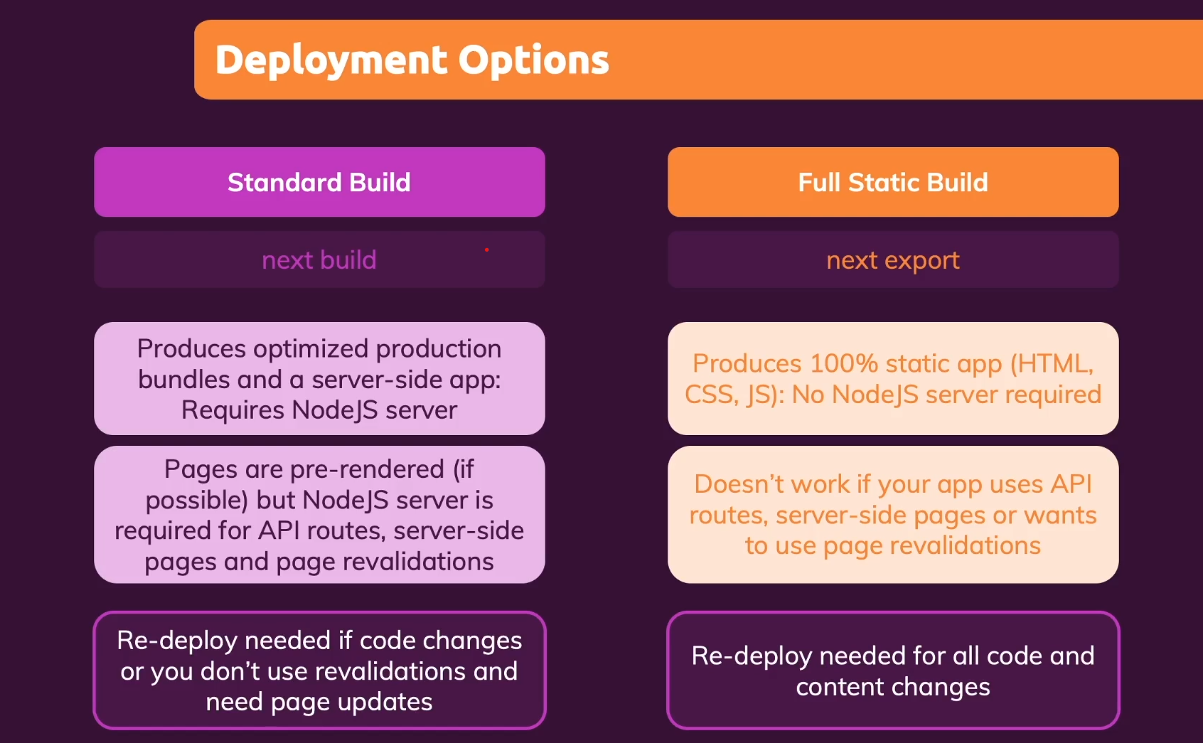 Deployment Options
Standard Build
next build
Produces optimized production
bundles and a server-side app:
Requires NodeJS server
Pages are pre-rendered (if
possible) but NodeJS server is
required for API routes, server-side
pages and page revalidations
Re-deploy needed if code changes
or you don’t use revalidations and
need page updates
Full Static Build
next export
Produces 100% static app (HTML,
CSS, JS): No NodeJS server required
Doesn’t work if your app uses API
routes, server-side pages or wants
to use page revalidations
Re-deploy needed for all code and
content changes